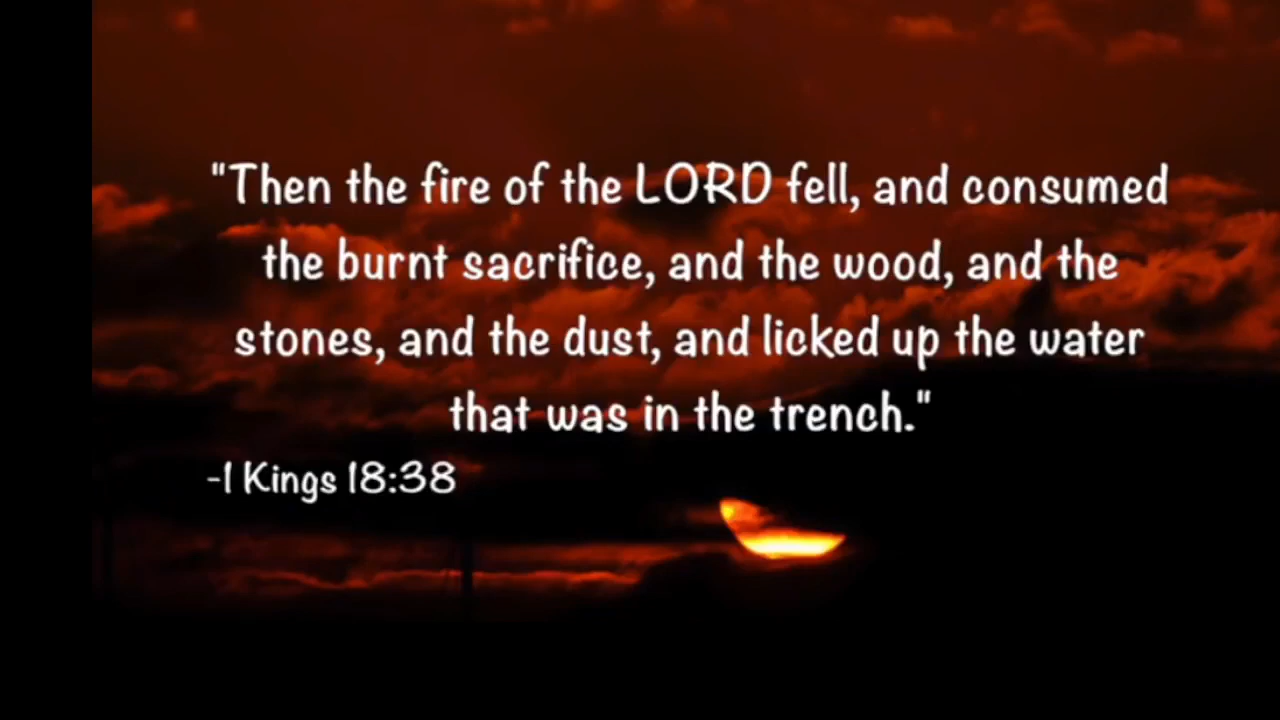 "Then the fire of the LORD fell, and consumed
the burnt sacrifice, and the wood, and the
stones, and the dust, and licked up the water
that was in the trench."
-1 Kings 18:38